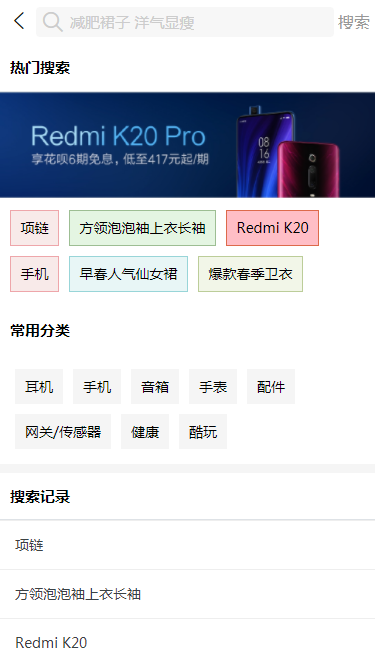 减肥裙子 洋气显瘦 搜索
热门搜索
Redmi K20 Pro
享花呗6期免息，低至417元起/期
08
16
项链 方领泡泡袖上衣长袖 Redmi K20
手机 早春人气仙女裙 爆款春季卫衣
常用分类
耳机 手机 音箱 手表 配件
网关/传感器 健康 酷玩
搜索记录
项链
方领泡泡袖上衣长袖
Redmi K20